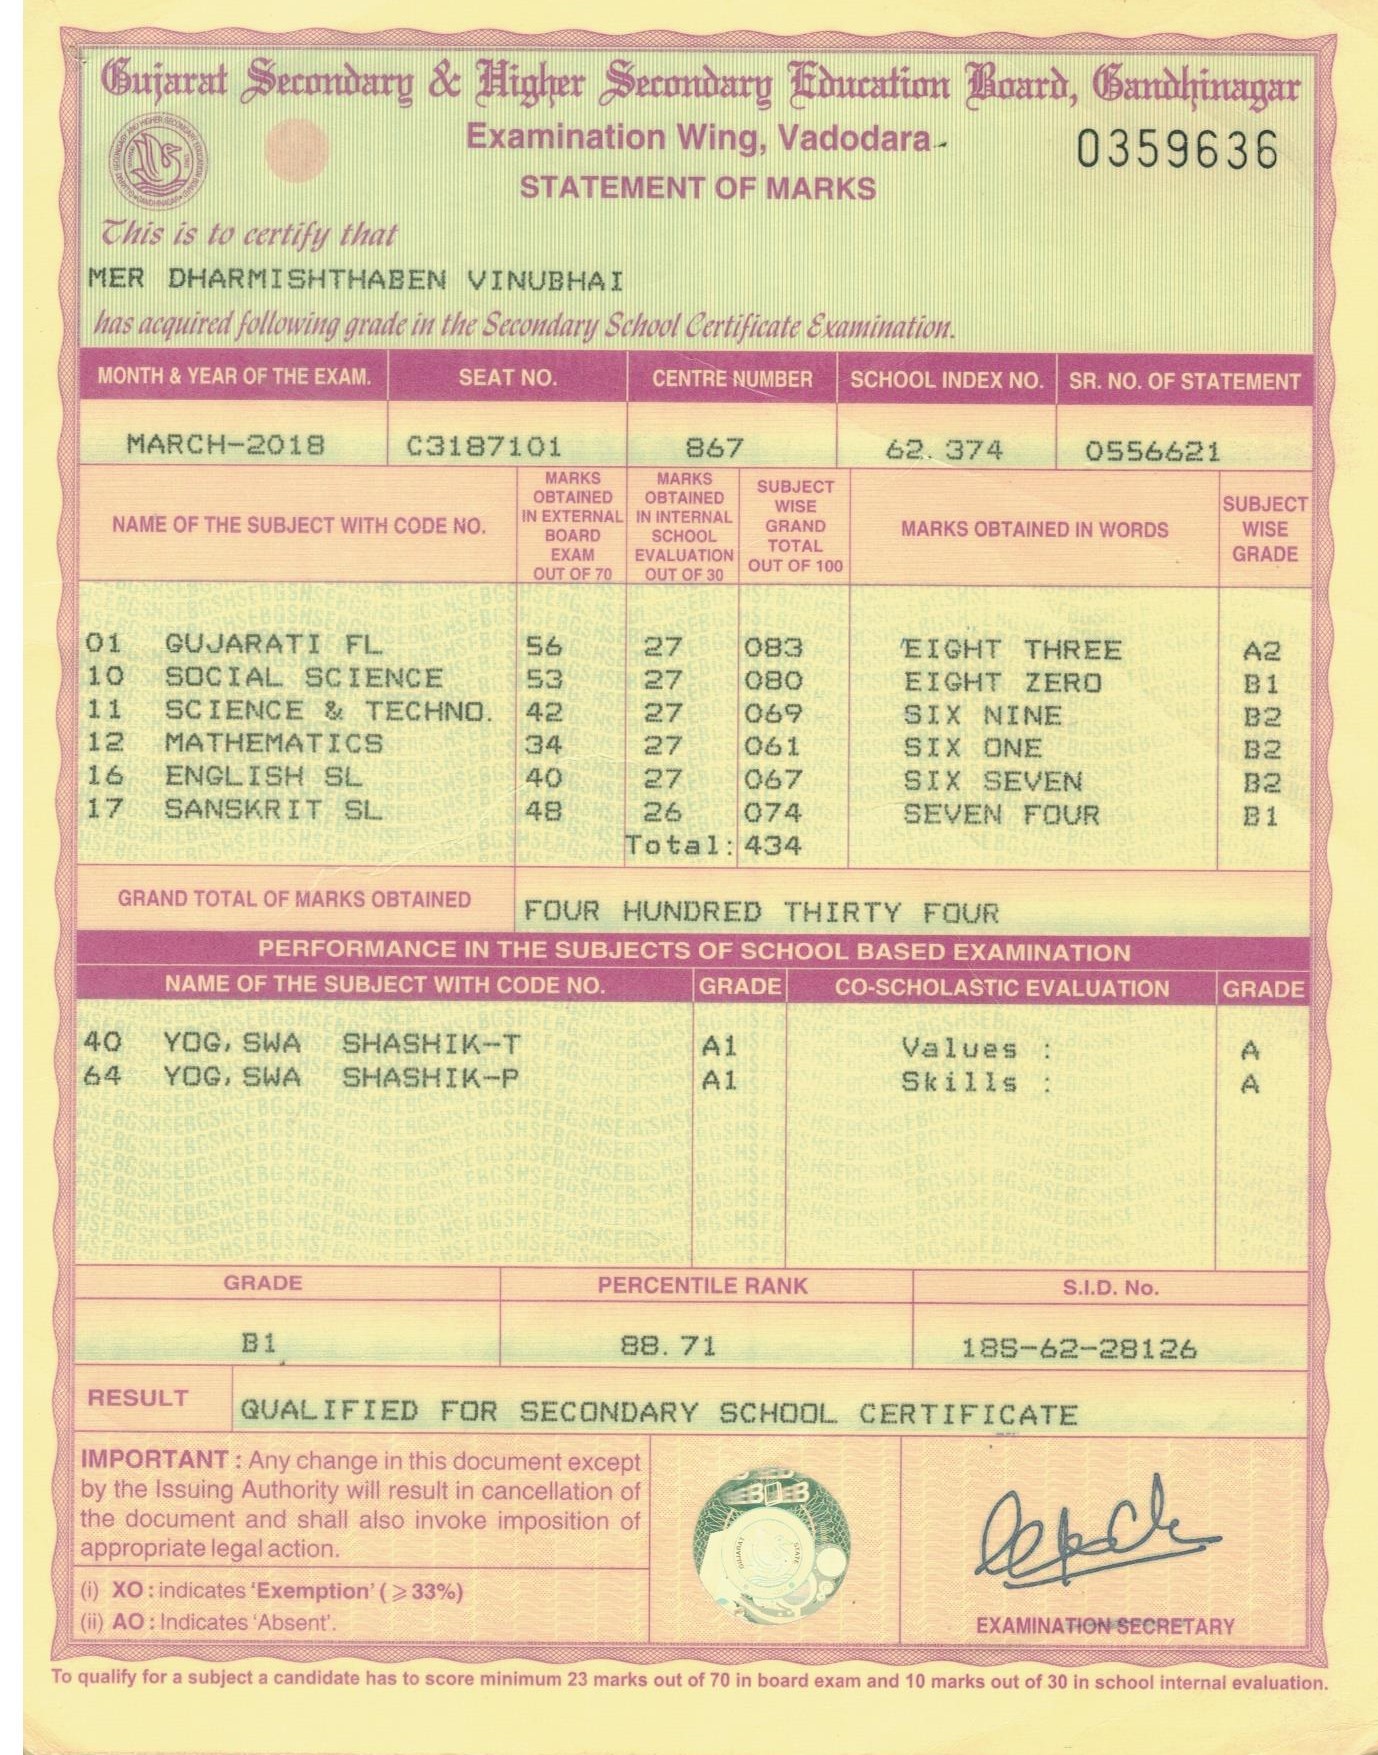 Gujarat Secondary & Higher Secondary Education Board, Gandhinagar
Examination Wing, Vadodara
0359636
STATEMENT OF MARKS
This is to certify that
MER DHARMISHTHABEN VINUBHAI
has acquired following grade in the Secondary School Certificate Examination.
MONTH & YEAR OF THE EXAM. SEAT NO. CENTRE NUMBER SCHOOL INDEX NO. SR. NO. OF STATEMENT
MARCH-2018 C3187101 867 62. 374 0556621
NAME OF THE SUBJECT WITH CODE NO. MARKS OBTAINED IN EXTERNAL BOARD EXAM OUT OF 70 MARKS OBTAINED IN INTERNAL SCHOOL EVALUATION OUT OF 30 SUBJECT WISE GRAND TOTAL OUT OF 100 MARKS OBTAINED IN WORDS SUBJECT WISE GRADE
01 GUJARATI FL 56 27 083 EIGHT THREE A2
10 SOCIAL SCIENCE 53 27 080 EIGHT ZERO B1
11 SCIENCE & TECHNO. 42 27 069 SIX NINE B2
12 MATHEMATICS 34 27 061 SIX ONE B2
16 ENGLISH SL 40 27 067 SIX SEVEN B2
17 SANSKRIT SL 48 26 074 SEVEN FOUR B1
Total: 434
GRAND TOTAL OF MARKS OBTAINED FOUR HUNDRED THIRTY FOUR
PERFORMANCE IN THE SUBJECTS OF SCHOOL BASED EXAMINATION
NAME OF THE SUBJECT WITH CODE NO. GRADE CO-SCHOLASTIC EVALUATION GRADE
40 YOG, SWA SHASHIK-T A1 Values : A
64 YOG, SWA SHASHIK-P A1 Skills : A
GRADE PERCENTILE RANK S.I.D. No.
B1 88. 71 18S-62-28126
RESULT QUALIFIED FOR SECONDARY SCHOOL CERTIFICATE
IMPORTANT : Any change in this document except
by the Issuing Authority will result in cancellation of
the document and shall also invoke imposition of
appropriate legal action.
(i) XO : indicates 'Exemption' ( ⩾ 33%)
(ii) AO : Indicates 'Absent'.
EXAMINATION SECRETARY
To qualify for a subject a candidate has to score minimum 23 marks out of 70 in board exam and 10 marks out of 30 in school internal evaluation.